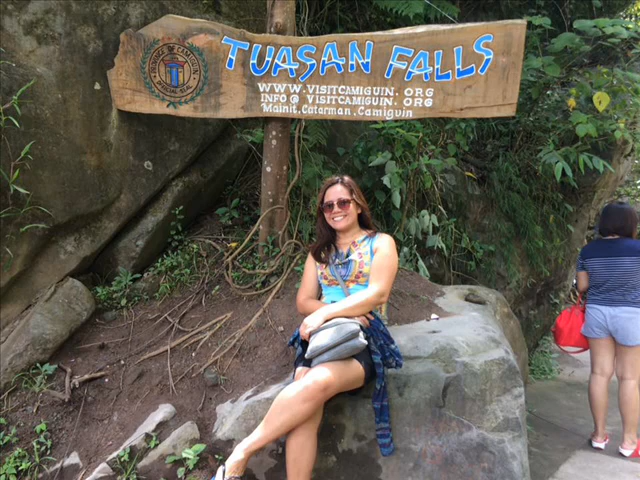 TUASAN FALLS
WWW.VISITCAMIGUIN.ORG
INFO@VISITCAMIGUIN.ORG
Mainit, Catarman, Camiguin